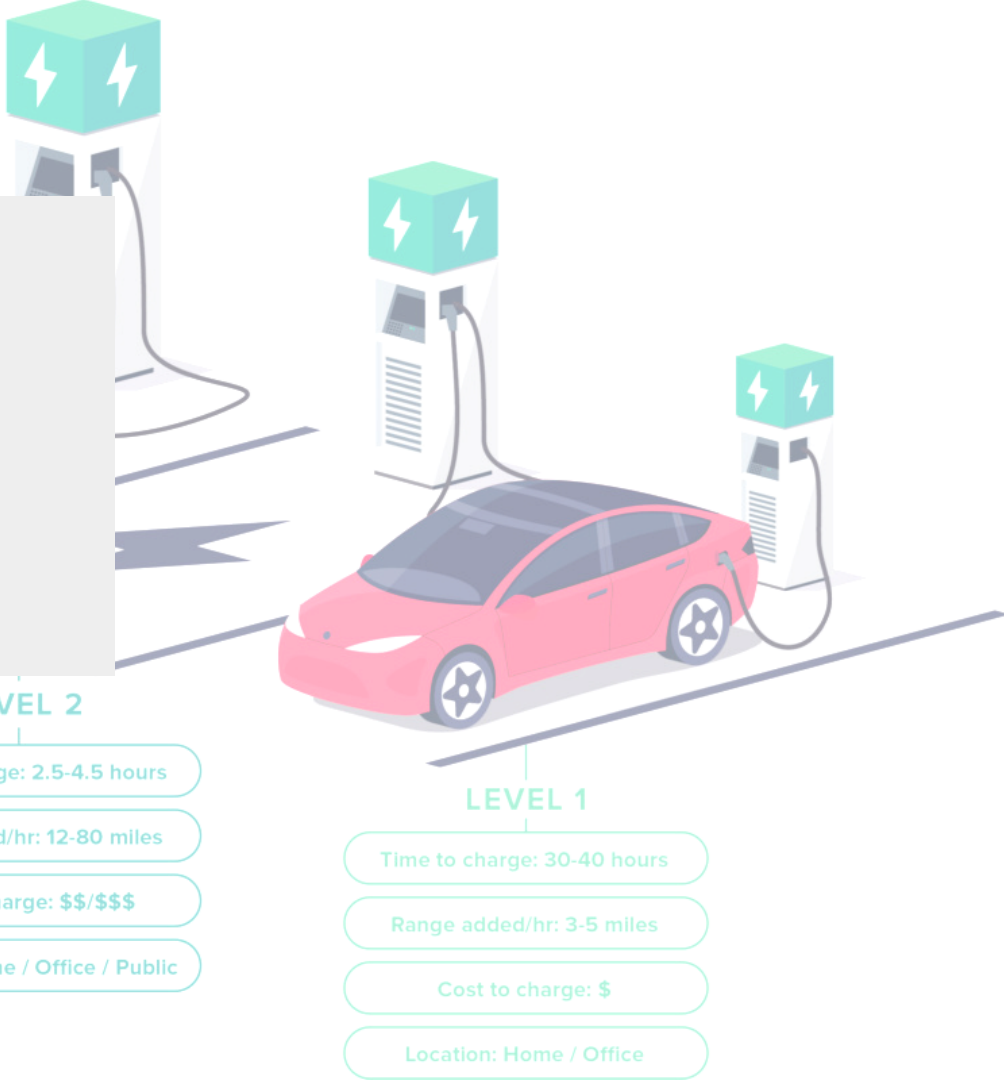 VEL 2
ge: 2.5-4.5 hours
d/hr: 12-80 miles
arge: $$/$$$
e / Office / Public
LEVEL 1
Time to charge: 30-40 hours
Range added/hr: 3-5 miles
Cost to charge: $
Location: Home / Office